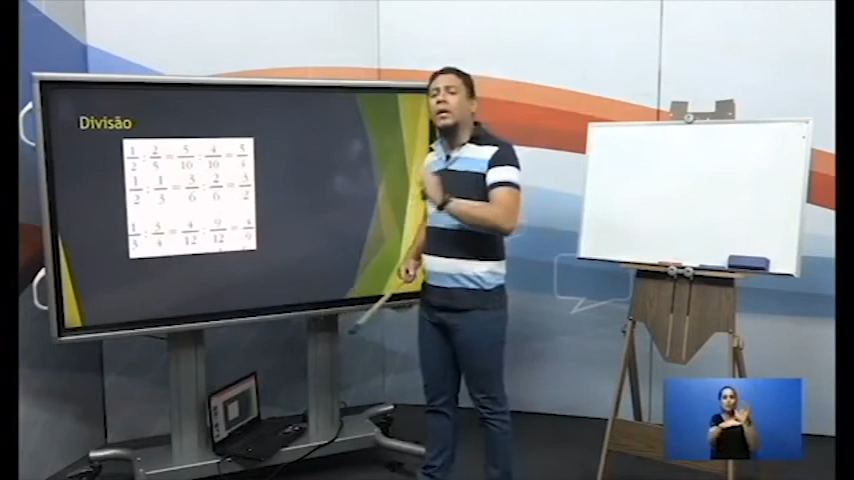 Divisão
1/2 : 2/5 = 5/10 : 4/10 = 5/4
1/2 : 1/3 = 3/6 : 2/6 = 3/2
1/3 : 3/4 = 4/12 : 9/12 = 4/9